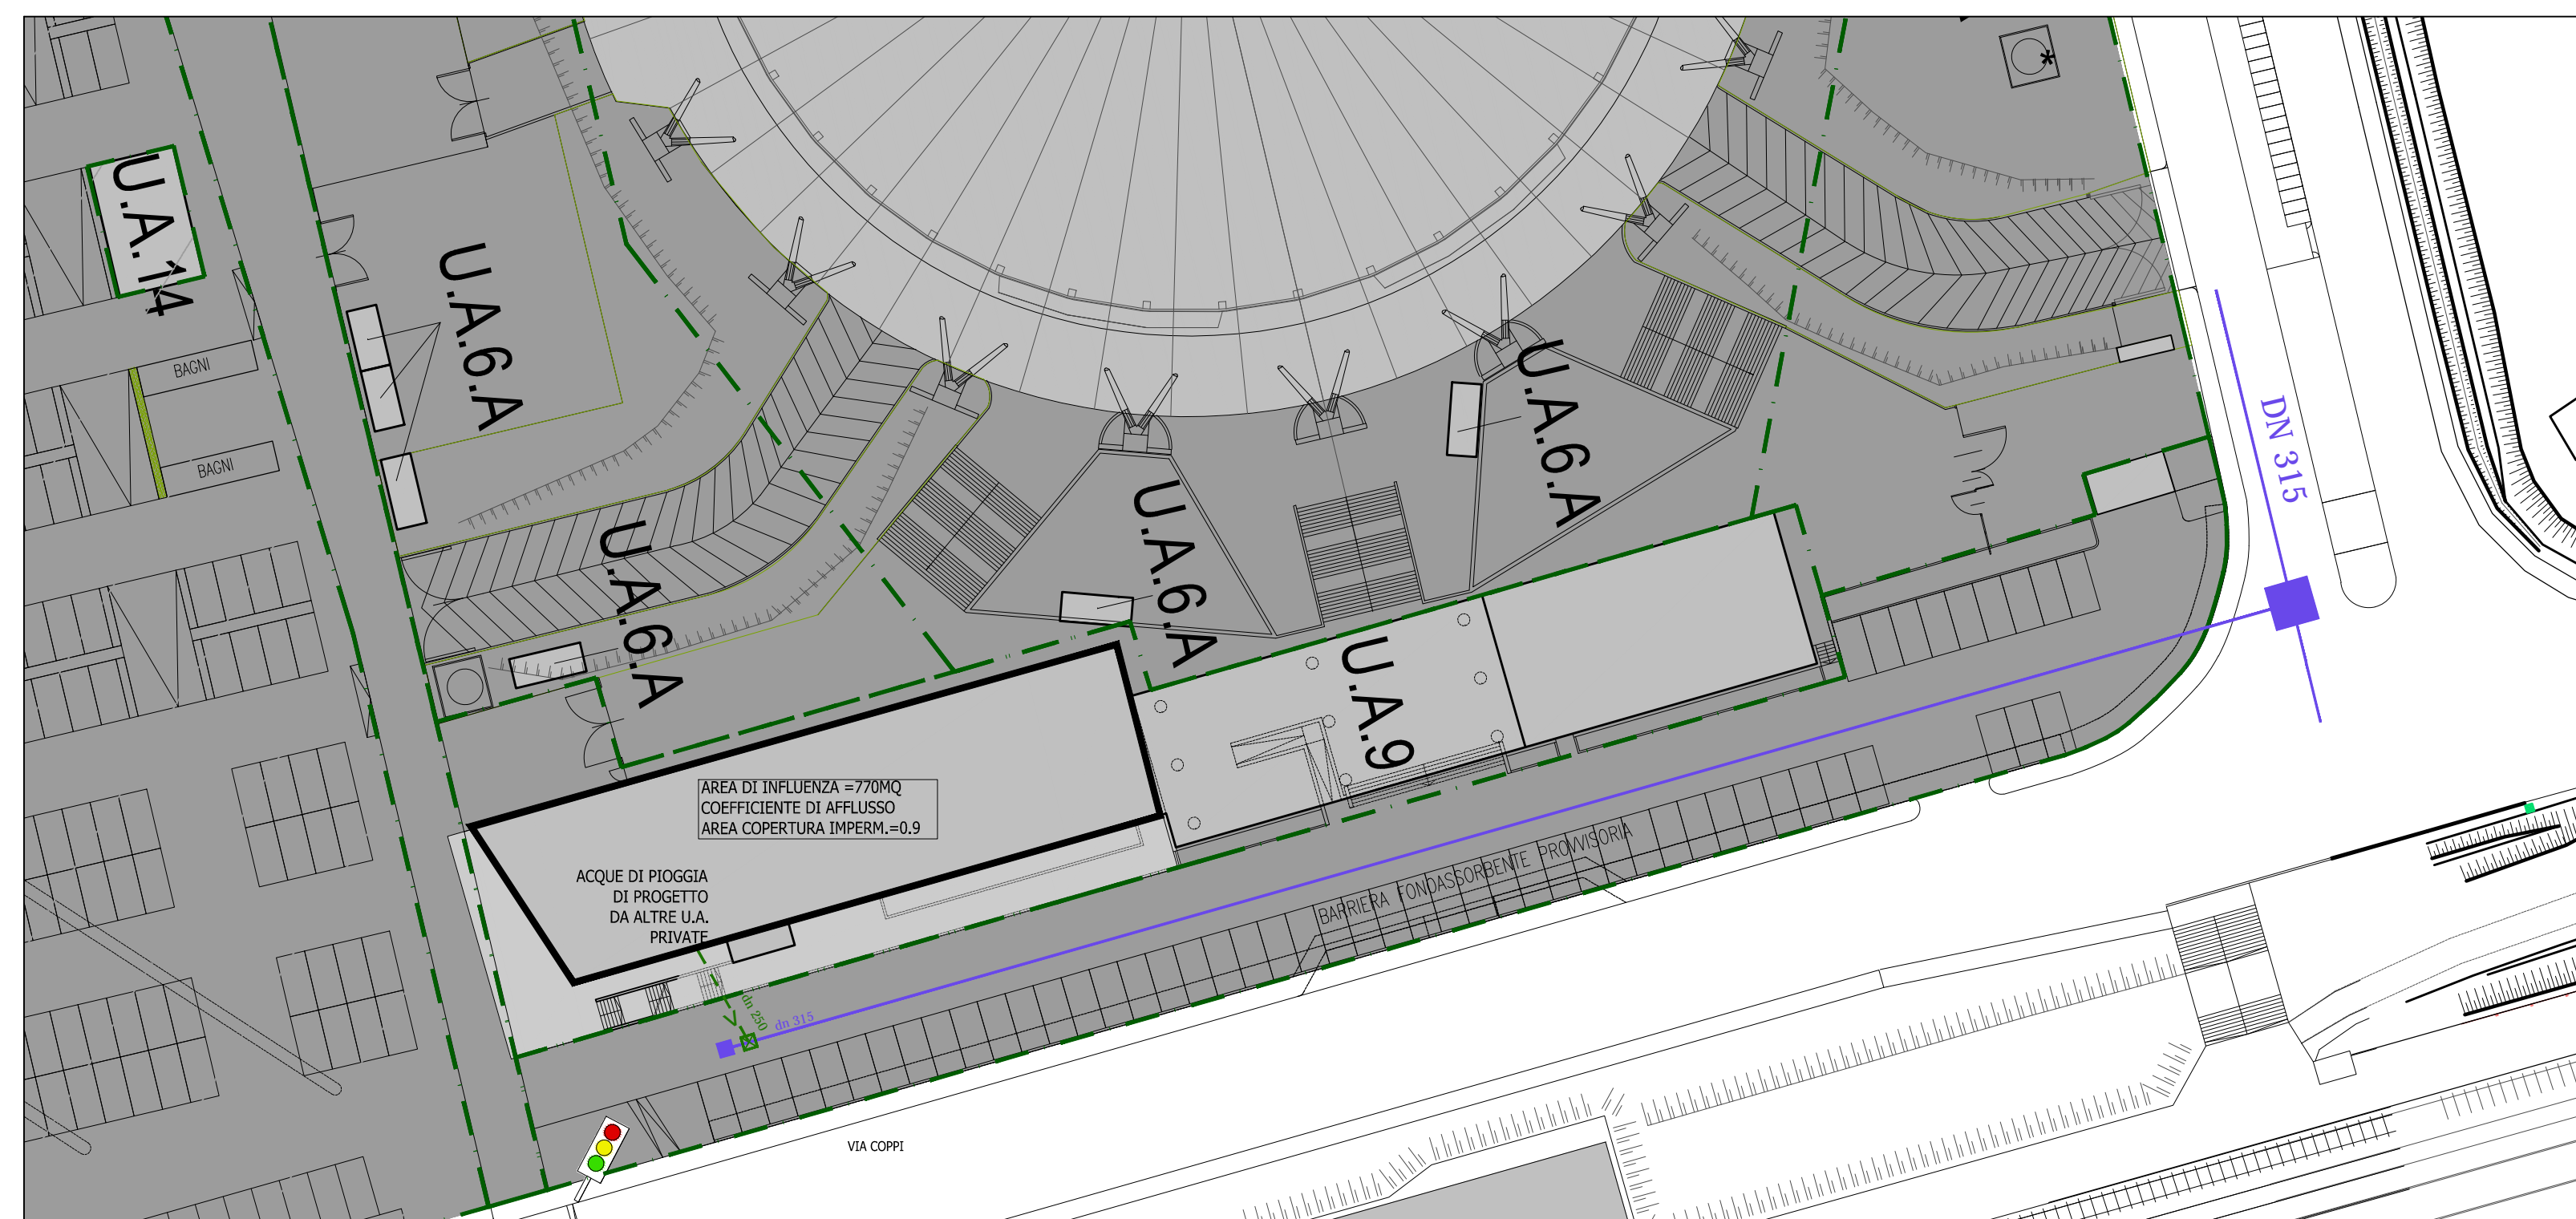 U.A.14
U.A.6.A
BAGNI
BAGNI
U.A.6.A
U.A.6.A
U.A.6.A
U.A.9
*
DN 315
AREA DI INFLUENZA =770MQ
COEFFICIENTE DI AFFLUSSO
AREA COPERTURA IMPERM.=0.9
ACQUE DI PIOGGIA
DI PROGETTO
DA ALTRE U.A.
PRIVATE
BARRIERA FONOASSORBENTE PROVVISORIA
dn 250
dn 315
VIA COPPI